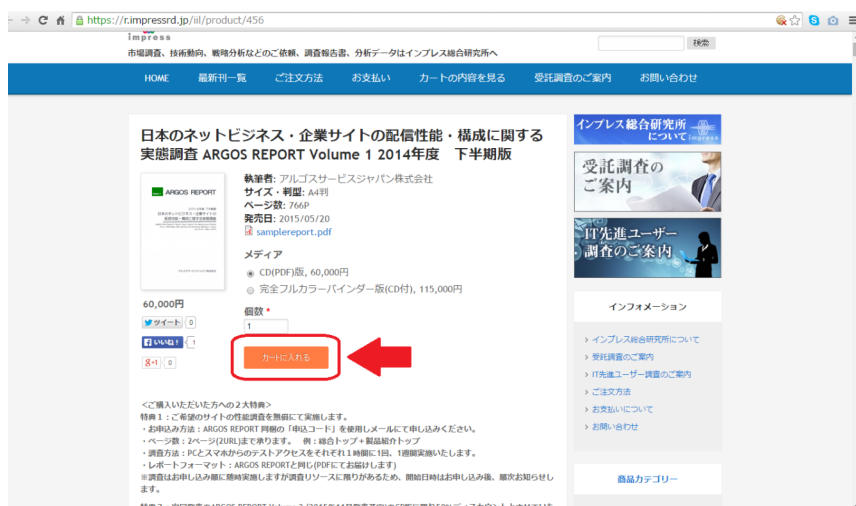 https://r.impressrd.jp/iil/product/456
impress
市場調査、技術動向、戦略分析などのご依頼、調査報告書、分析データはインプレス総合研究所へ
検索
HOME 最新刊一覧 ご注文方法 お支払い カートの内容を見る 受託調査のご案内 お問い合わせ
日本のネットビジネス・企業サイトの配信性能・構成に関する
実態調査 ARGOS REPORT Volume 1 2014年度 下半期版
ARGOS REPORT
執筆者: アルゴスサービスジャパン株式会社
サイズ・判型: A4判
ページ数: 766P
発売日: 2015/05/20
samplereport.pdf
メディア
CD(PDF)版, 60,000円
完全フルカラーバインダー版(CD付), 115,000円
60,000円
個数 *
1
ツイート 0
いいね! 1
g+1 0
カートに入れる
<ご購入いただいた方への2大特典>
特典1：ご希望のサイトの性能調査を無償にて実施します。
・お申込み方法：ARGOS REPORT 同梱の「申込コード」を使用しメールにて申し込みください。
・ページ数：2ページ(2URL)まで承ります。 例：総合トップ+製品紹介トップ
・調査方法：PCとスマホからのテストアクセスをそれぞれ1時間に1回、1週間実施いたします。
・レポートフォーマット：ARGOS REPORTと同じ(PDFにてお届けします)
※調査はお申し込み順に随時実施しますが調査リソースに限りがあるため、開始日時はお申し込み後、順次お知らせし
ます。
インプレス総合研究所
について impress
受託調査の
ご案内
IT先進ユーザー
調査のご案内
インフォメーション
インプレス総合研究所について
受託調査のご案内
IT先進ユーザー調査のご案内
ご注文方法
お支払いについて
お問い合わせ
商品カテゴリー